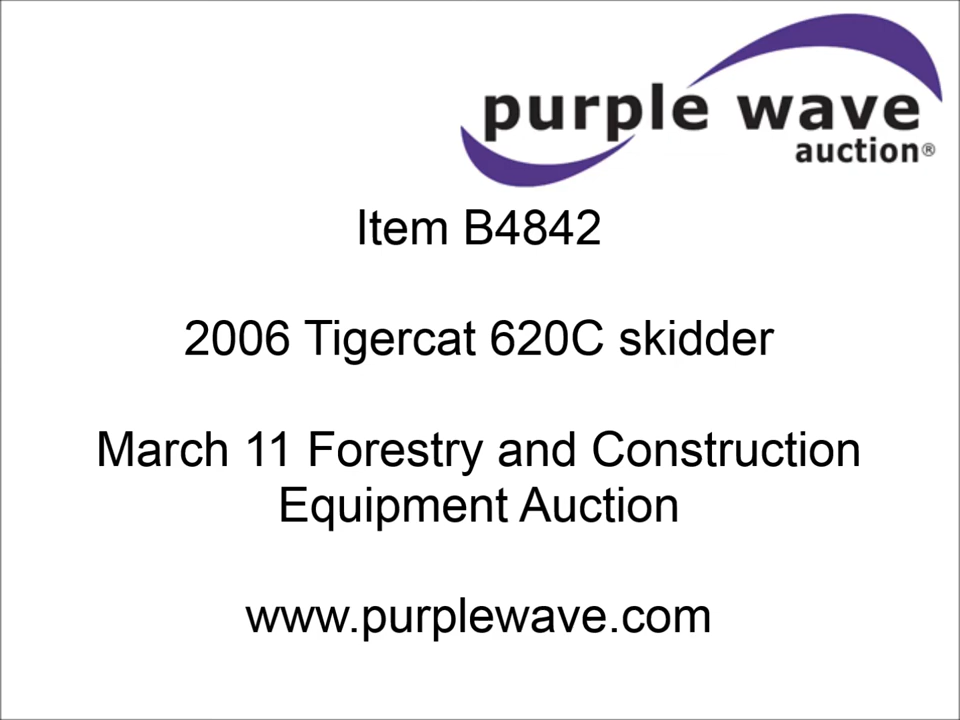 purple wave
auction®
Item B4842
2006 Tigercat 620C skidder
March 11 Forestry and Construction
Equipment Auction
www.purplewave.com